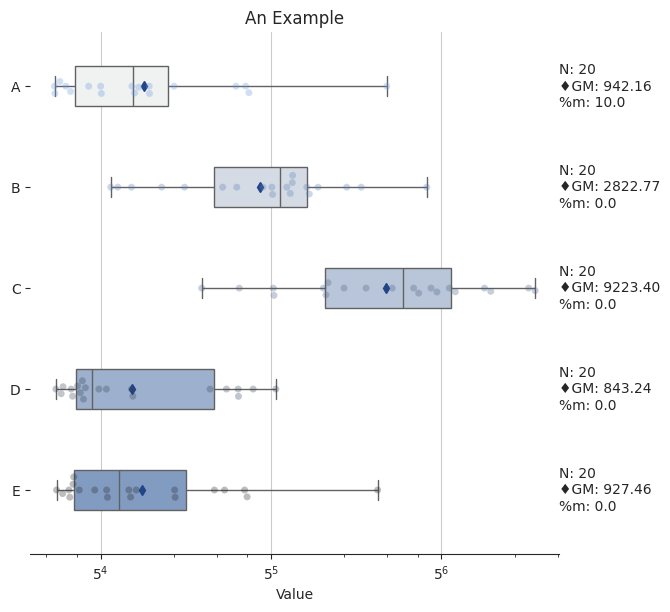 An Example
A
N: 20
♦GM: 942.16
%m: 10.0
B
N: 20
♦GM: 2822.77
%m: 0.0
C
N: 20
♦GM: 9223.40
%m: 0.0
D
N: 20
♦GM: 843.24
%m: 0.0
E
N: 20
♦GM: 927.46
%m: 0.0
5⁴ 5⁵ 5⁶
Value